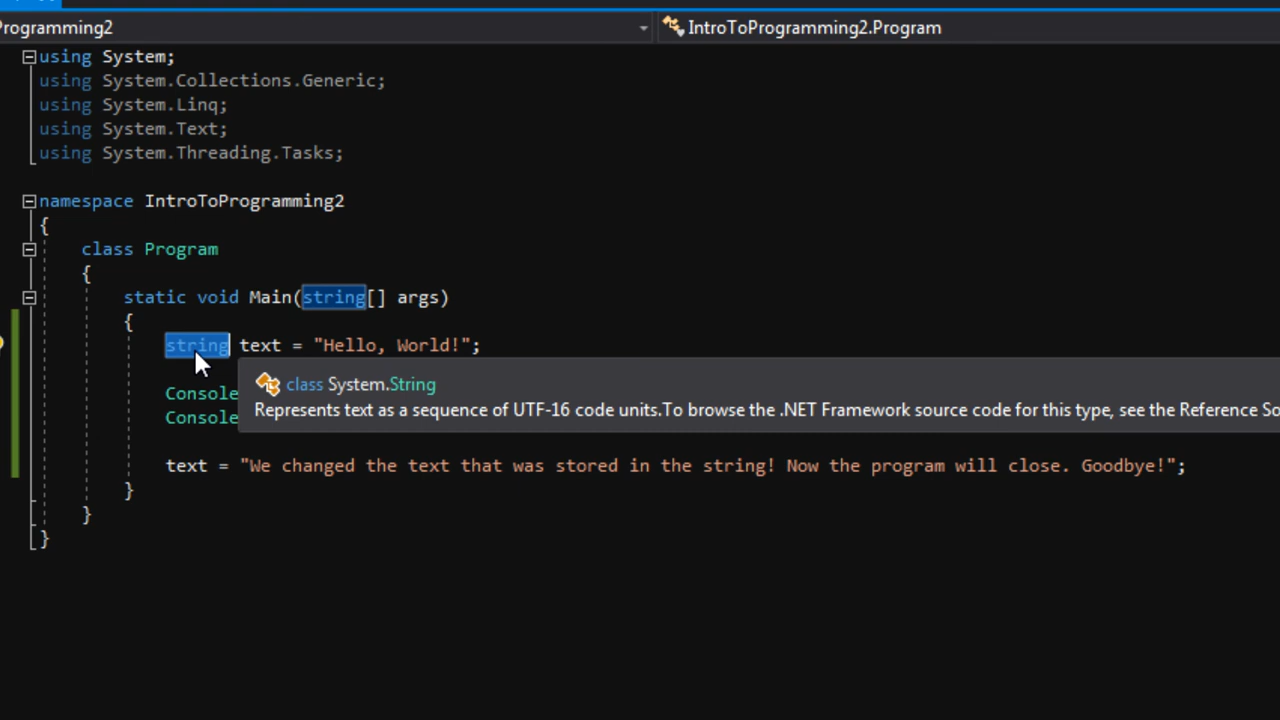 rogramming2 IntroToProgramming2.Program
using System;
using System.Collections.Generic;
using System.Linq;
using System.Text;
using System.Threading.Tasks;
namespace IntroToProgramming2
{
class Program
{
static void Main(string[] args)
{
string text = "Hello, World!";
class System.String
Console
Represents text as a sequence of UTF-16 code units.To browse the .NET Framework source code for this type, see the Reference So
Console
text = "We changed the text that was stored in the string! Now the program will close. Goodbye!";
}
}
}